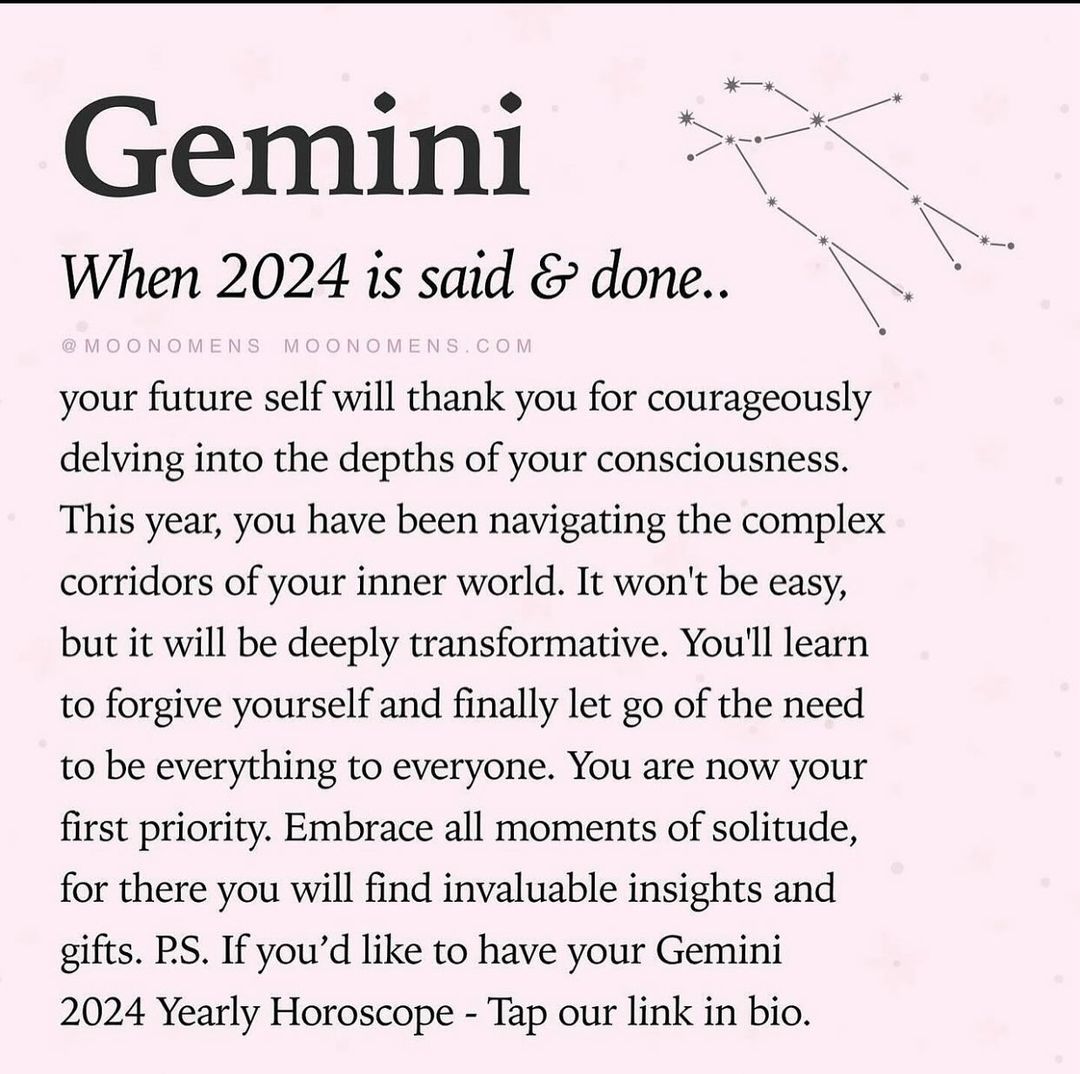 Gemini
When 2024 is said & done..
@MOONOMENS MOONOMENS.COM
your future self will thank you for courageously
delving into the depths of your consciousness.
This year, you have been navigating the complex
corridors of your inner world. It won't be easy,
but it will be deeply transformative. You'll learn
to forgive yourself and finally let go of the need
to be everything to everyone. You are now your
first priority. Embrace all moments of solitude,
for there you will find invaluable insights and
gifts. P.S. If you’d like to have your Gemini
2024 Yearly Horoscope - Tap our link in bio.